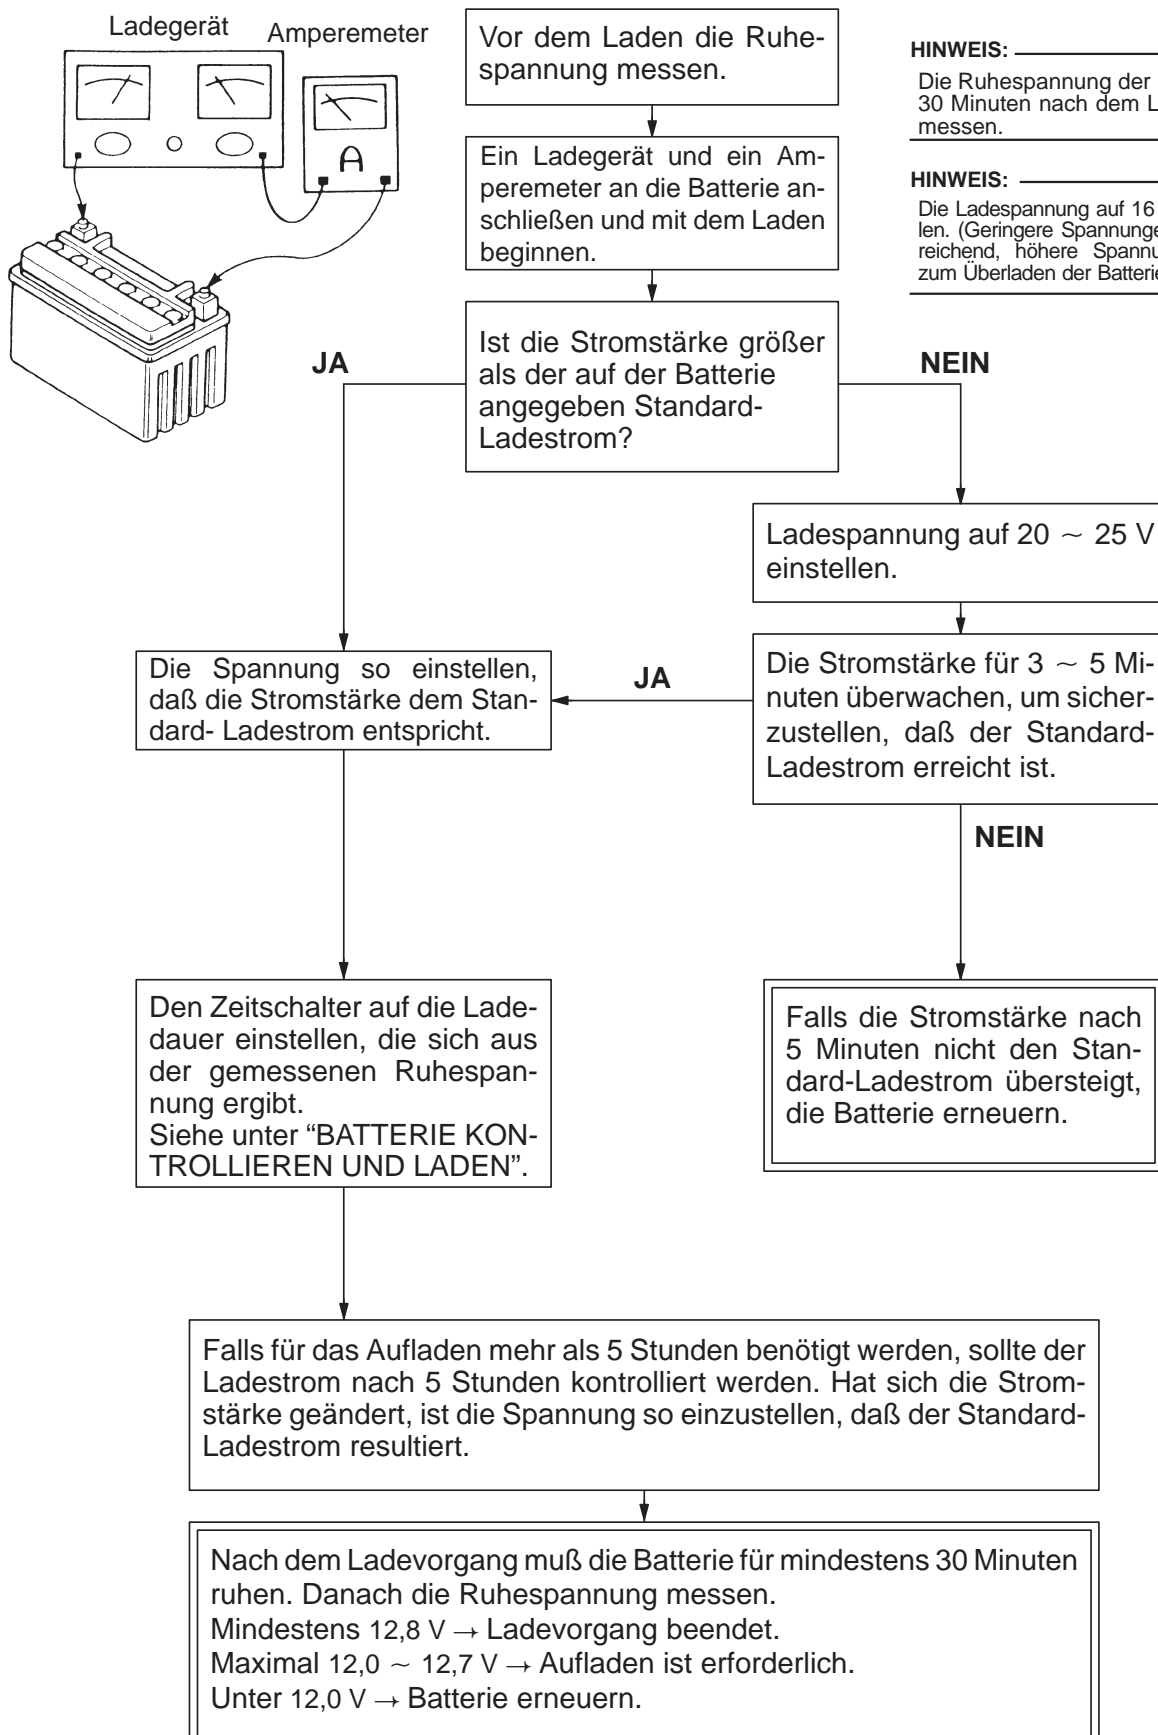 Ladegerät
Amperemeter
Vor dem Laden die Ruhe-
spannung messen.
HINWEIS:
Die Ruhespannung der
30 Minuten nach dem
messen.
Ein Ladegerät und ein Am-
peremeter an die Batterie an-
schließen und mit dem Laden
beginnen.
HINWEIS:
Die Ladespannung auf 16
len. (Geringere
reichend, höhere
zum Überladen der
A
Ist die Stromstärke größer
als der auf der Batterie
angegeben Standard-
Ladestrom?
JA
NEIN
Ladespannung auf 20 ~ 25 V
einstellen.
Die Stromstärke für 3 ~ 5 Mi-
nuten überwachen, um sicher-
zustellen, daß der Standard-
Ladestrom erreicht ist.
JA
NEIN
Die Spannung so einstellen,
daß die Stromstärke dem Stan-
dard- Ladestrom entspricht.
Falls die Stromstärke nach
5 Minuten nicht den Stan-
dard-Ladestrom übersteigt,
die Batterie erneuern.
Den Zeitschalter auf die Lade-
dauer einstellen, die sich aus
der gemessenen Ruhespan-
nung ergibt.
Siehe unter “BATTERIE KON-
TROLLIEREN UND LADEN”.
Falls für das Aufladen mehr als 5 Stunden benötigt werden, sollte der
Ladestrom nach 5 Stunden kontrolliert werden. Hat sich die Strom-
stärke geändert, ist die Spannung so einzustellen, daß der Standard-
Ladestrom resultiert.
Nach dem Ladevorgang muß die Batterie für mindestens 30 Minuten
ruhen. Danach die Ruhespannung messen.
Mindestens 12,8 V → Ladevorgang beendet.
Maximal 12,0 ~ 12,7 V → Aufladen ist erforderlich.
Unter 12,0 V → Batterie erneuern.